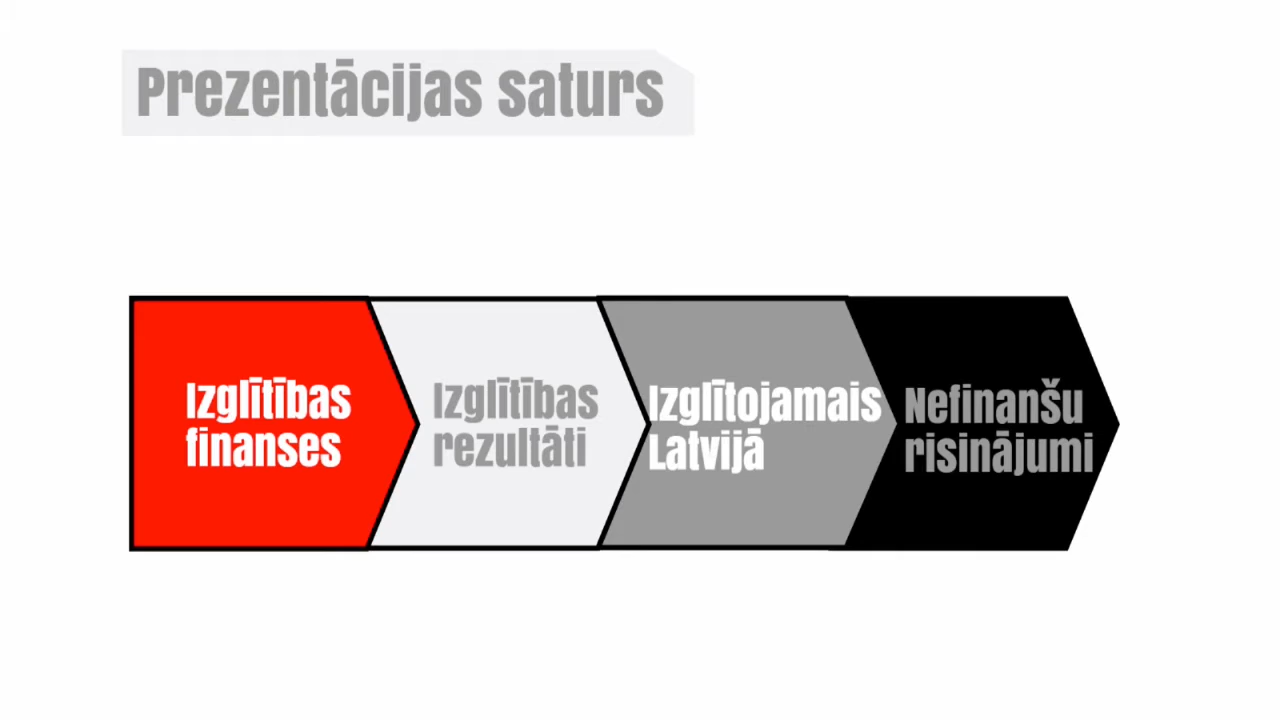 Prezentācijas saturs
Izglītības
finanses
Izglītības
rezultāti
Izglītojamais
Latvijā
Nefinanšu
risinājumi